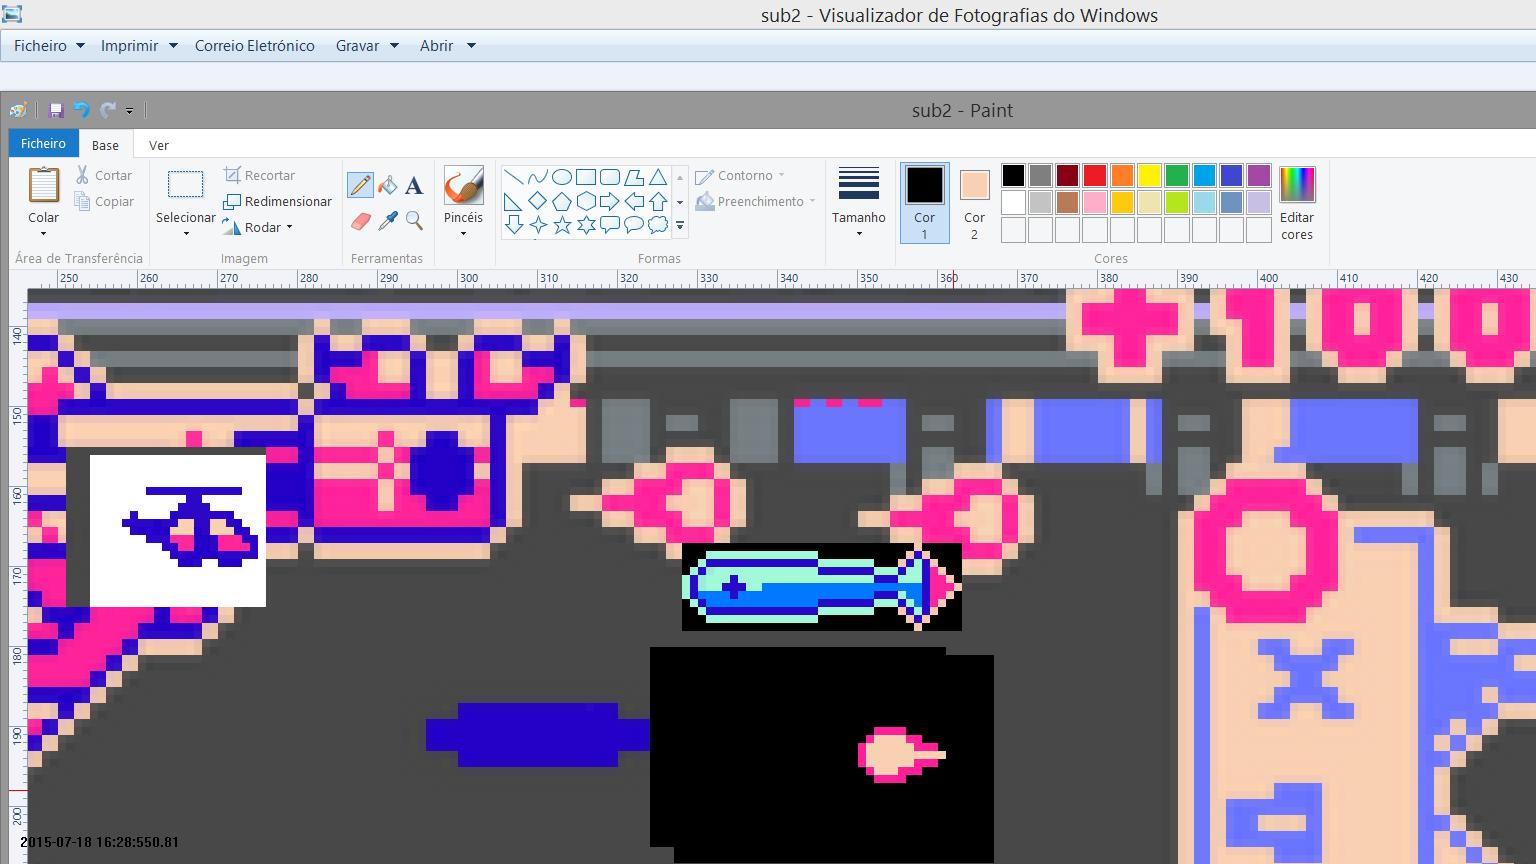 sub2 - Visualizador de Fotografias do Windows
Ficheiro Imprimir Correio Eletrónico Gravar Abrir
sub2 - Paint
Ficheiro Base Ver
Colar
Cortar
Copiar
Área de Transferência
Selecionar
Recortar
Redimensionar
Rodar
Imagem
A
Ferramentas
Pincéis
Contorno
Preenchimento
Formas
Tamanho
Cor
1
Cor
2
Editar
cores
Cores
250 260 270 280 290 300 310 320 330 340 350 360 370 380 390 400 410 420 430
140
150
160
170
180
190
200
+100
2015-07-18 16:28:550.81